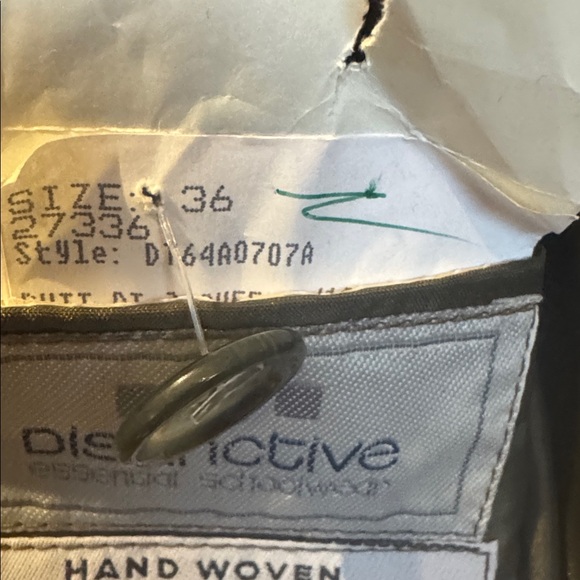 SIZE: 36
27336
Style: D164A0707A
DISTINCTIVE
essential schoolwear
HAND WOVEN